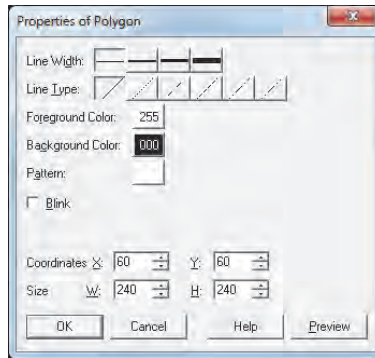 Properties of Polygon
Line Width:
Line Type:
Foreground Color: 255
Background Color: 000
Pattern:
Blink
Coordinates X: 60 Y: 60
Size W: 240 H: 240
OK Cancel Help Preview